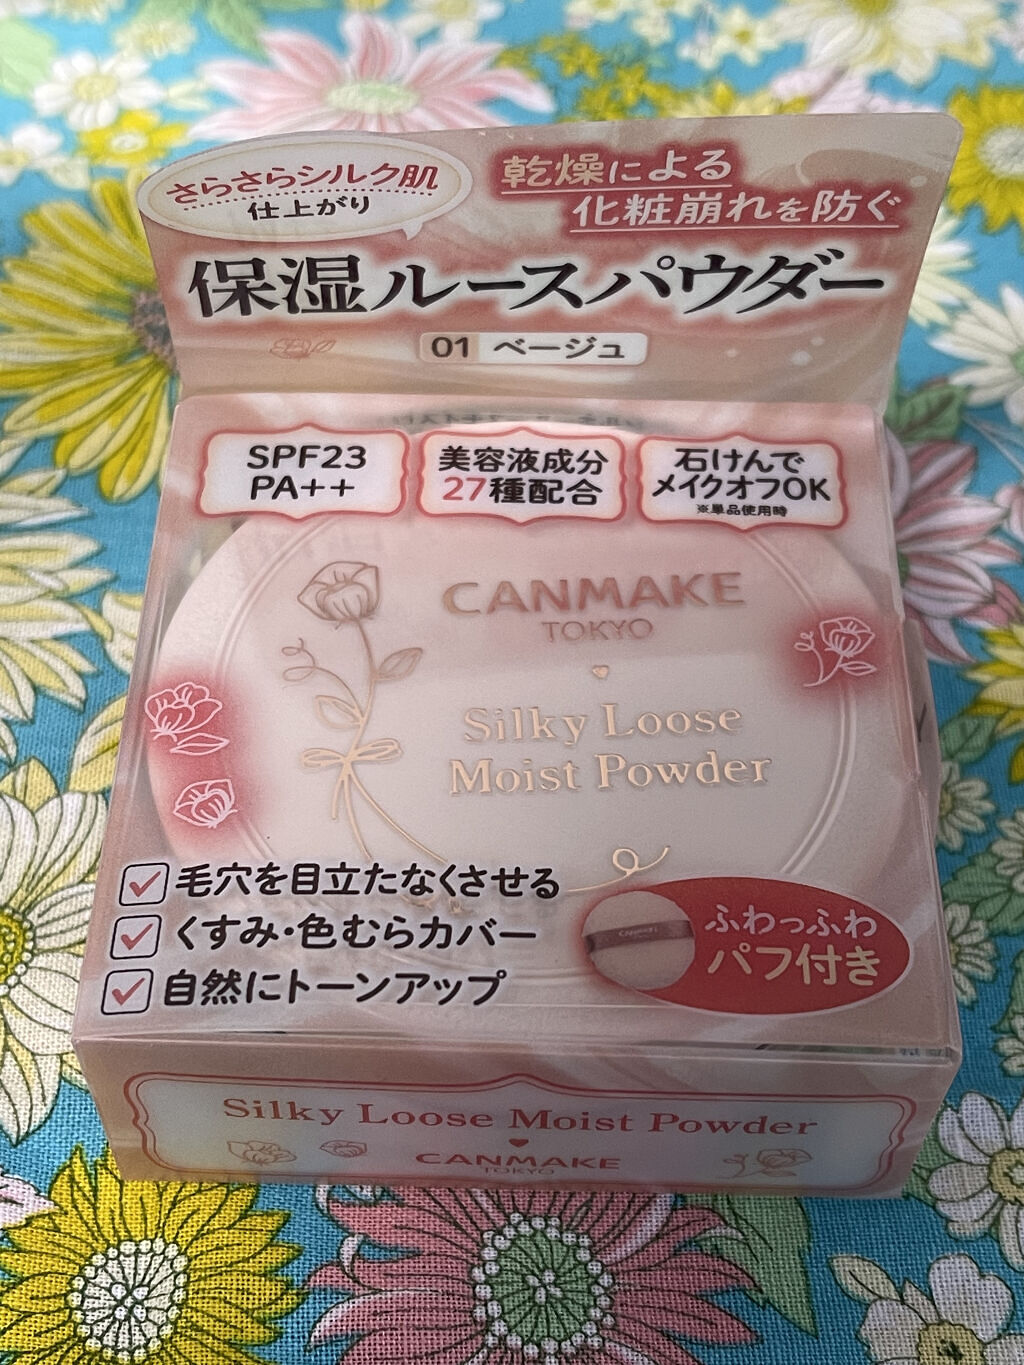 さらさらシルク肌
仕上がり
乾燥による
化粧崩れを防ぐ
保湿ルースパウダー
01 ベージュ
SPF23
PA++
美容液成分
27種配合
石けんで
メイクオフOK
※単品使用時
CANMAKE
TOKYO
Silky Loose
Moist Powder
毛穴を目立たなくさせる
くすみ・色むらカバー
自然にトーンアップ
CANMAKE
ふわっふわ
パフ付き
Silky Loose Moist Powder
CANMAKE
TOKYO